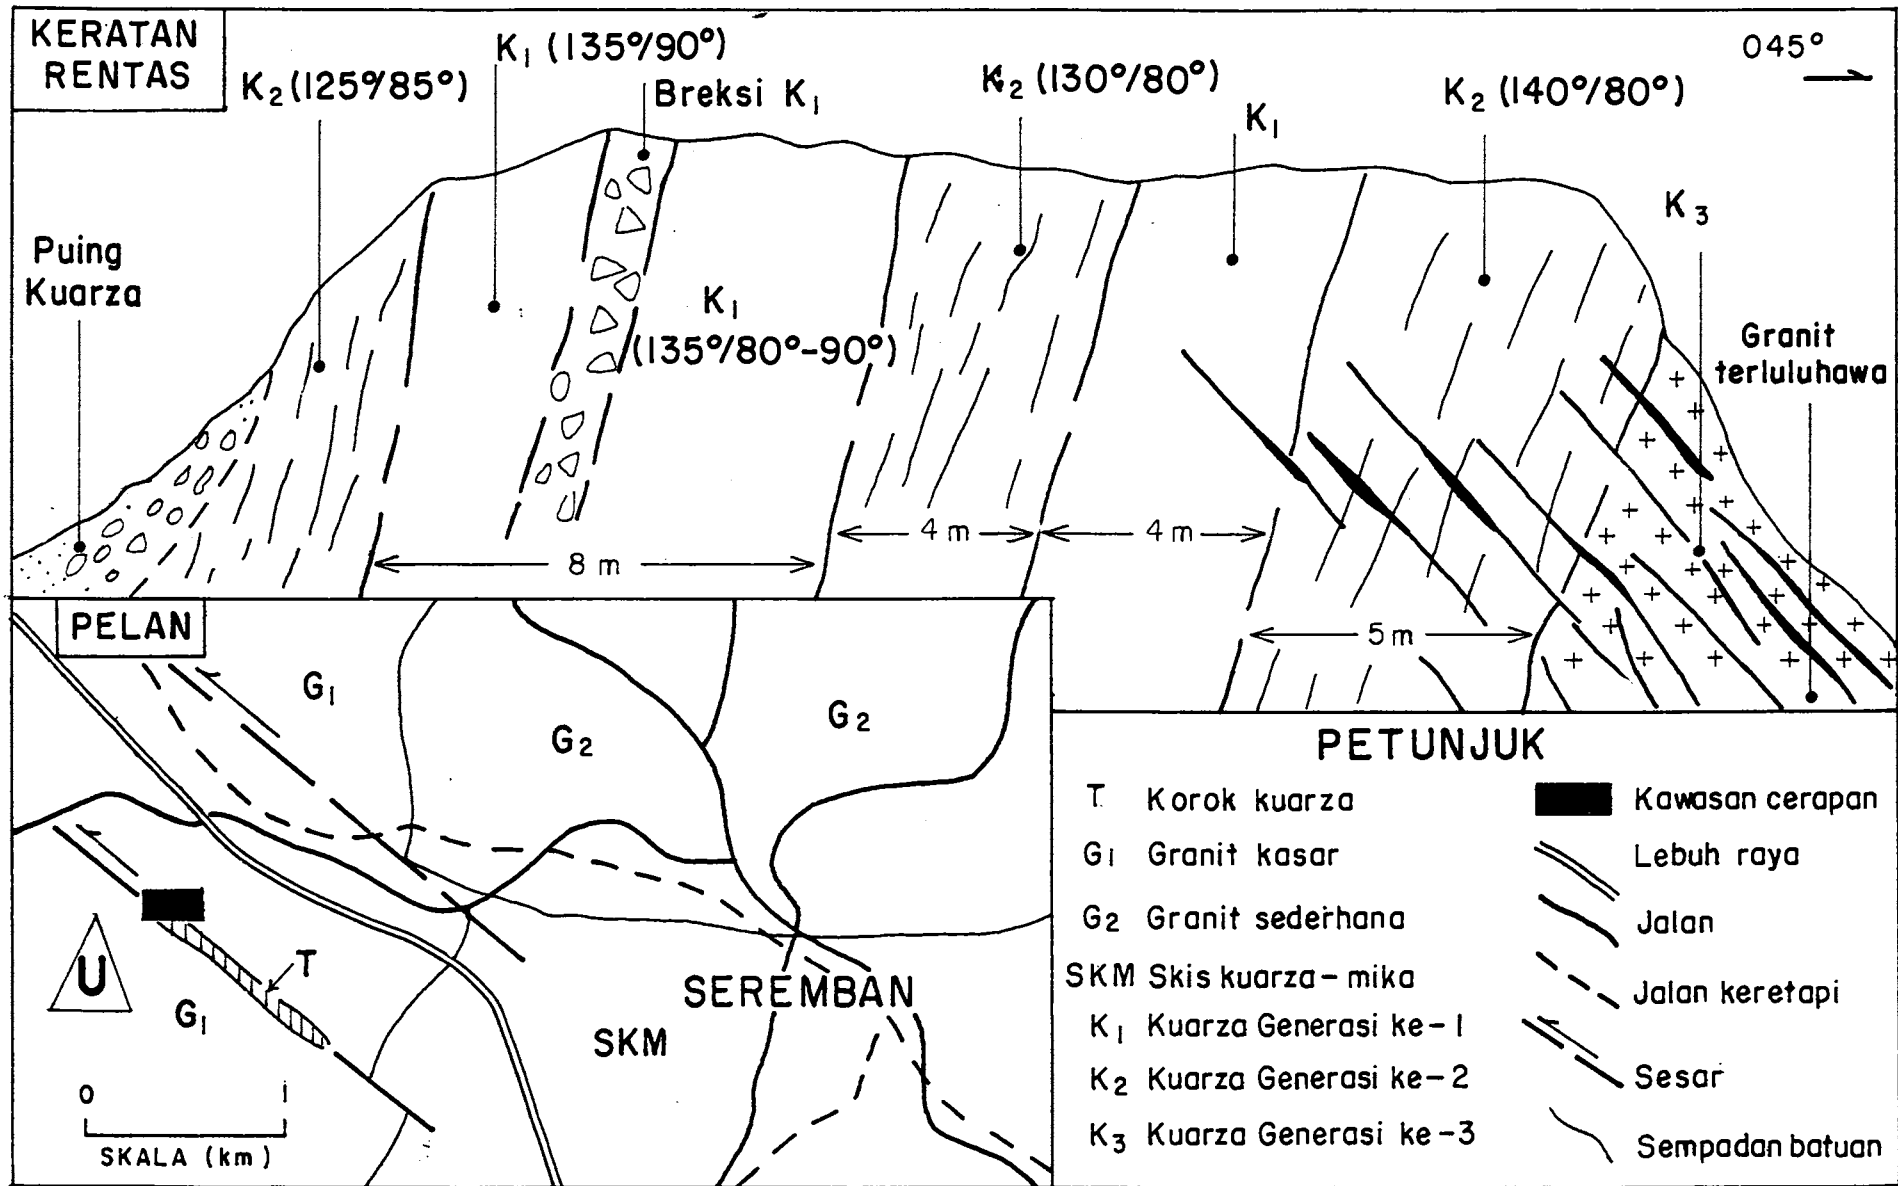 KERATAN
RENTAS
K2 (125°/85°)
K1 (135°/90°)
Breksi K1
K2 (130°/80°)
K1
K2 (140°/80°)
045°
K3
Puing
Kuarza
K1
(135°/80°-90°)
Granit
terluluhawa
4 m
4 m
8 m
5 m
PELAN
G1
G2
G2
T
U
G1
SEREMBAN
SKM
0 1
SKALA (km)
PETUNJUK
T Korok kuarza
G1 Granit kasar
G2 Granit sederhana
SKM Skis kuarza-mika
K1 Kuarza Generasi ke-1
K2 Kuarza Generasi ke-2
K3 Kuarza Generasi ke-3
Kawasan cerapan
Lebuh raya
Jalan
Jalan keretapi
Sesar
Sempadan batuan